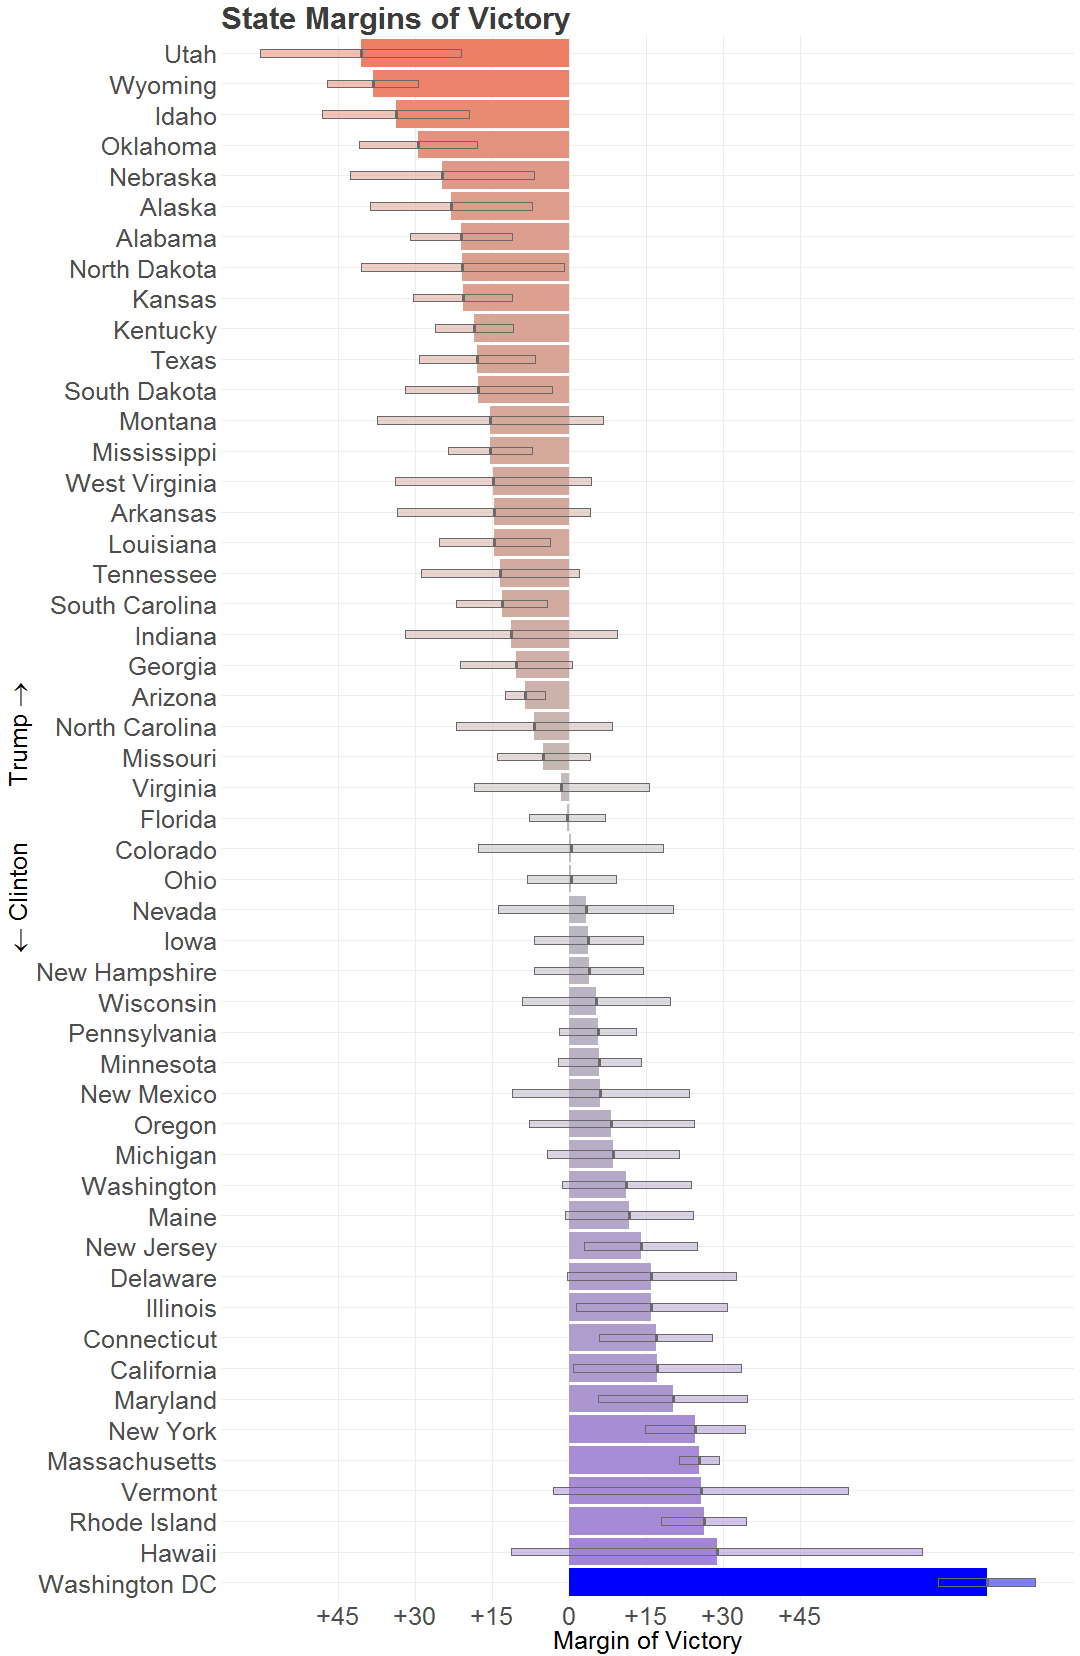 State Margins of Victory
Utah
Wyoming
Idaho
Oklahoma
Nebraska
Alaska
Alabama
North Dakota
Kansas
Kentucky
Texas
South Dakota
Montana
Mississippi
West Virginia
Arkansas
Louisiana
Tennessee
South Carolina
Indiana
Georgia
Arizona
North Carolina
Missouri
Virginia
Florida
Colorado
Ohio
Nevada
Iowa
New Hampshire
Wisconsin
Pennsylvania
Minnesota
New Mexico
Oregon
Michigan
Washington
Maine
New Jersey
Delaware
Illinois
Connecticut
California
Maryland
New York
Massachusetts
Vermont
Rhode Island
Hawaii
Washington DC
← Clinton Trump →
+45 +30 +15 0 +15 +30 +45
Margin of Victory